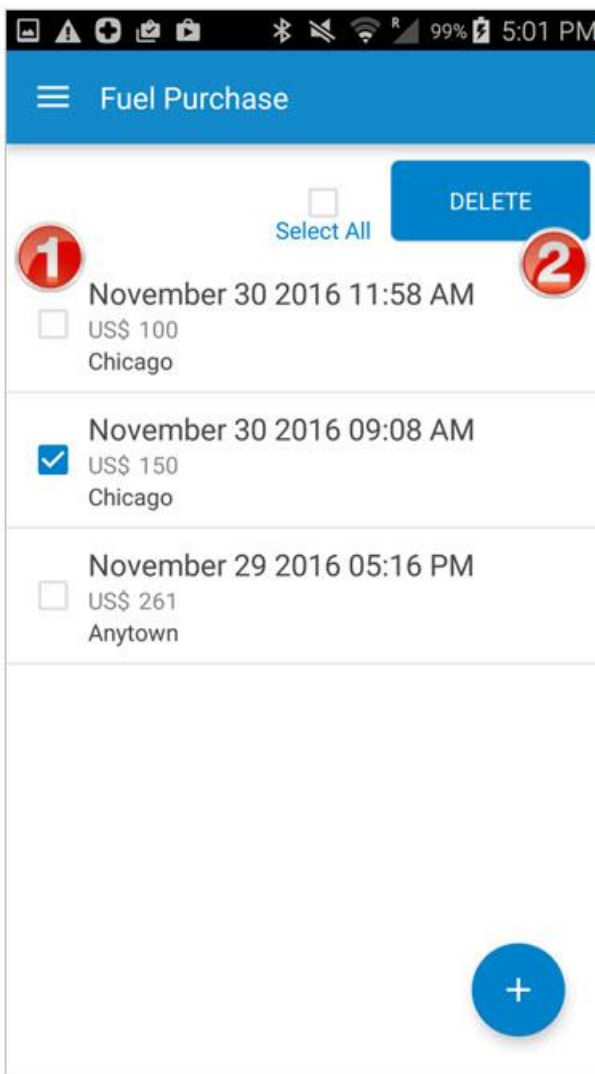 R 99% 5:01 PM
Fuel Purchase
DELETE
Select All
1
2
November 30 2016 11:58 AM
US$ 100
Chicago
November 30 2016 09:08 AM
US$ 150
Chicago
November 29 2016 05:16 PM
US$ 261
Anytown
+